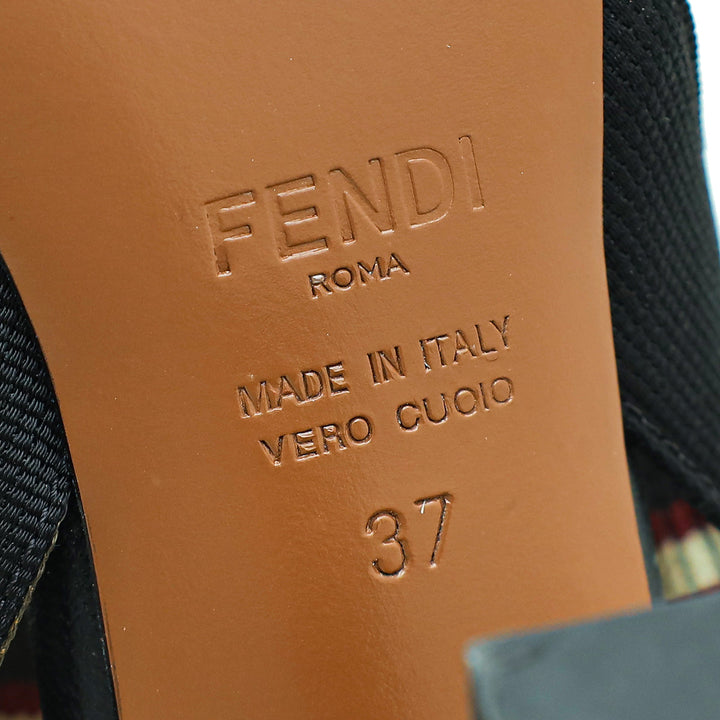 FENDI
ROMA
MADE IN ITALY
VERO CUOIO
37